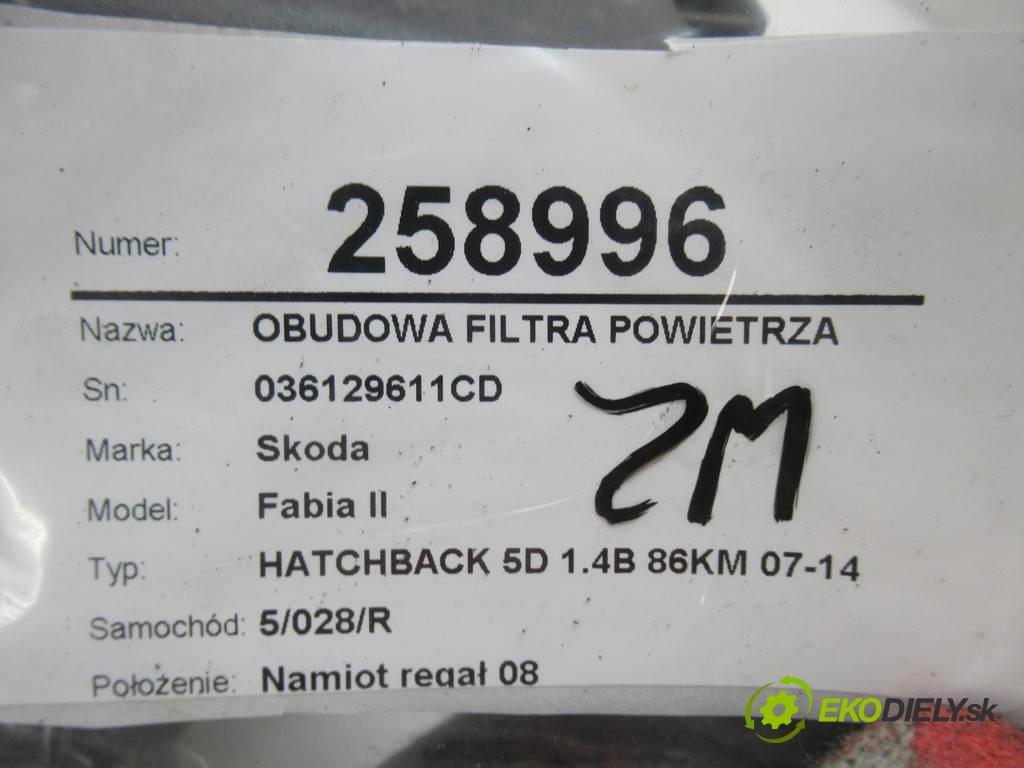 Numer: 258996
Nazwa: OBUDOWA FILTRA POWIETRZA
Sn: 036129611CD
Marka: Skoda
ZM
Model: Fabia II
Typ: HATCHBACK 5D 1.4B 86KM 07-14
Samochód: 5/028/R
Położenie: Namiot regał 08
EKODIELY.sk